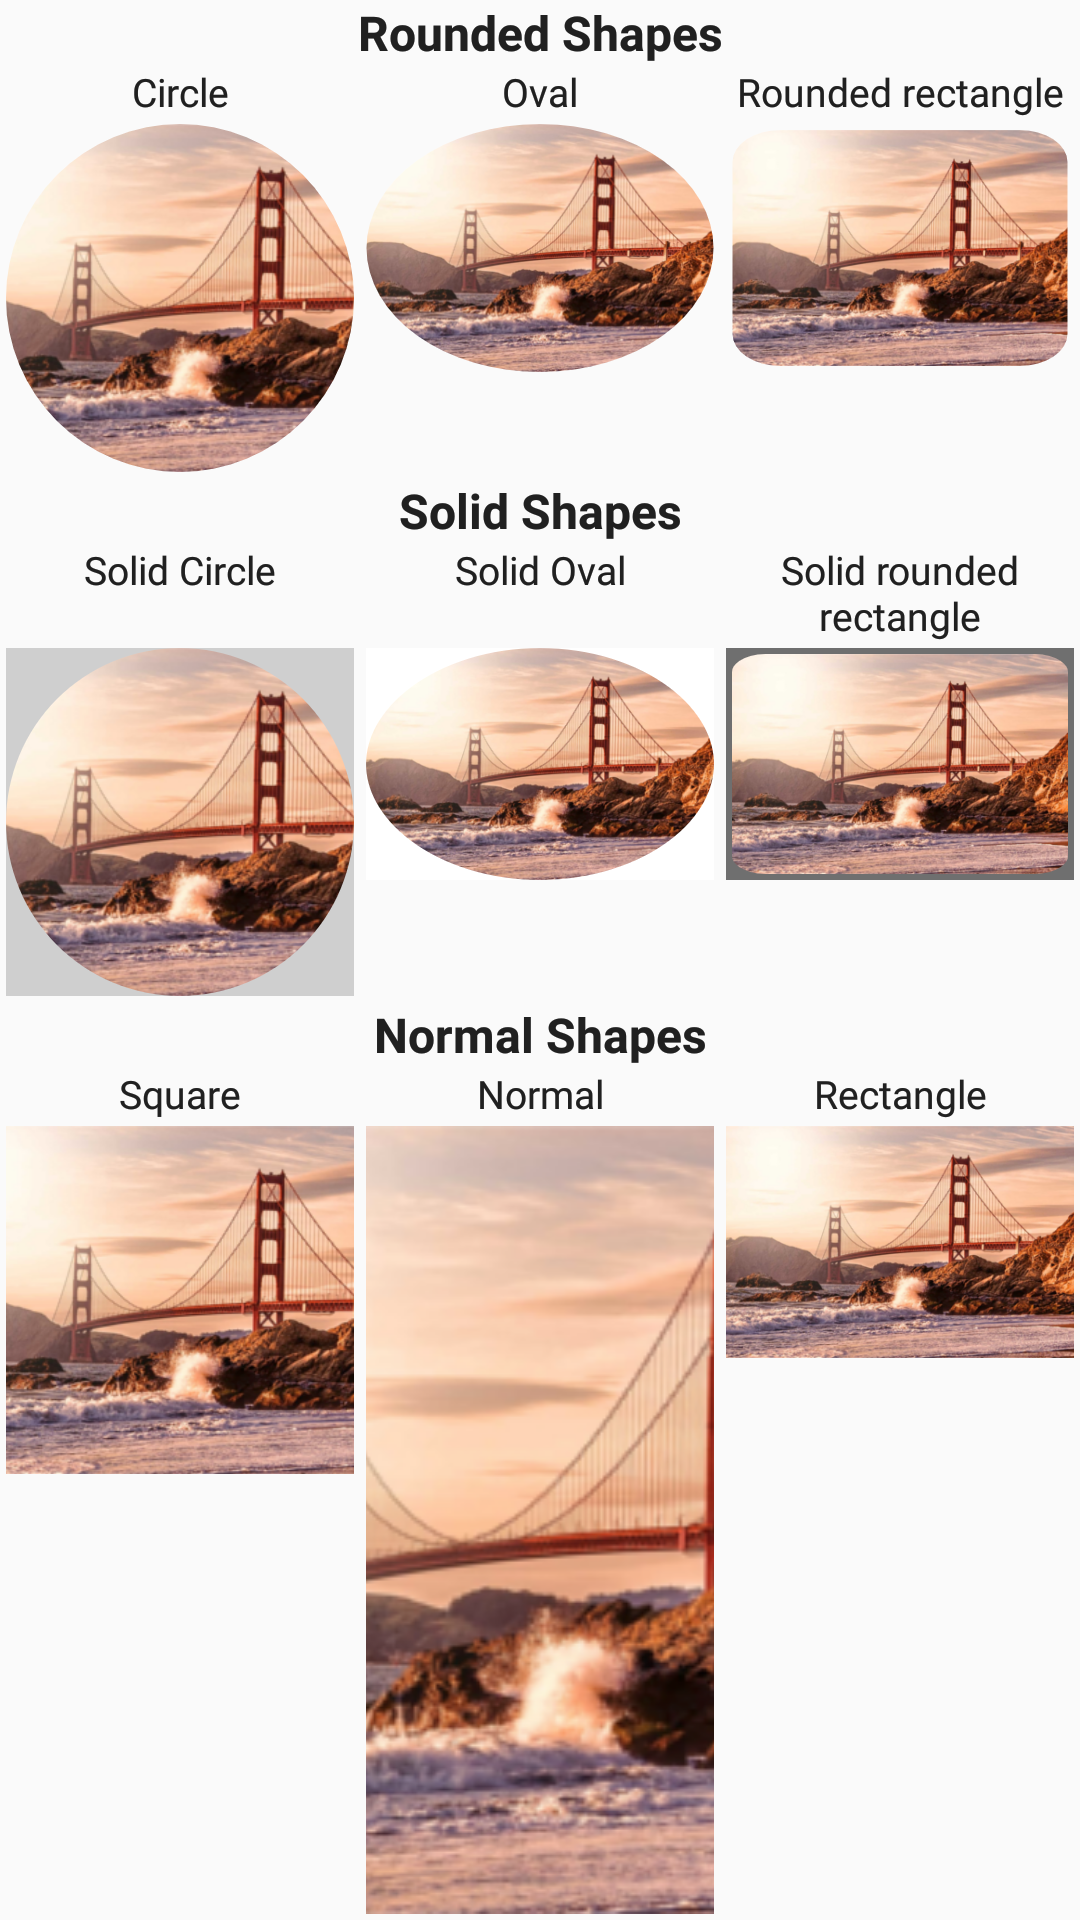 Rounded Shapes
Circle
Oval
Rounded rectangle
Solid Shapes
Solid Circle
Solid Oval
Solid rounded
rectangle
Normal Shapes
Square
Normal
Rectangle